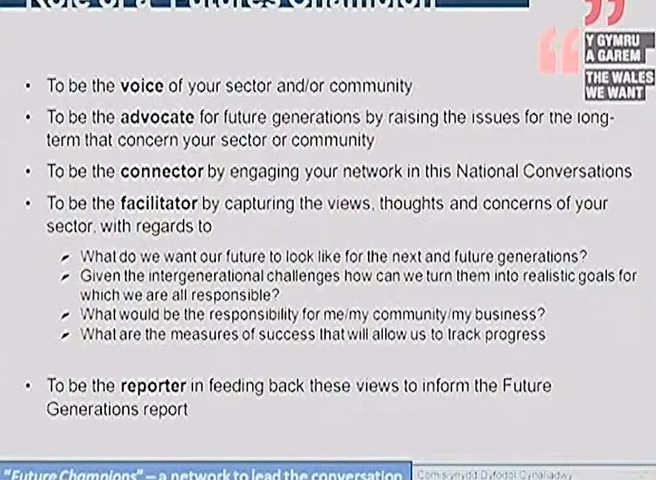 Role of a "Futures Champion"
Y GYMRU
A GAREM
THE WALES
WE WANT
• To be the voice of your sector and/or community
• To be the advocate for future generations by raising the issues for the long-
term that concern your sector or community
• To be the connector by engaging your network in this National Conversations
• To be the facilitator by capturing the views, thoughts and concerns of your
sector, with regards to
What do we want our future to look like for the next and future generations?
Given the intergenerational challenges how can we turn them into realistic goals for
which we are all responsible?
What would be the responsibility for me/my community/my business?
What are the measures of success that will allow us to track progress
• To be the reporter in feeding back these views to inform the Future
Generations report
"Future Champions" – a network to lead the conversation
Comisiynydd Dyfodol Cynaliadwy